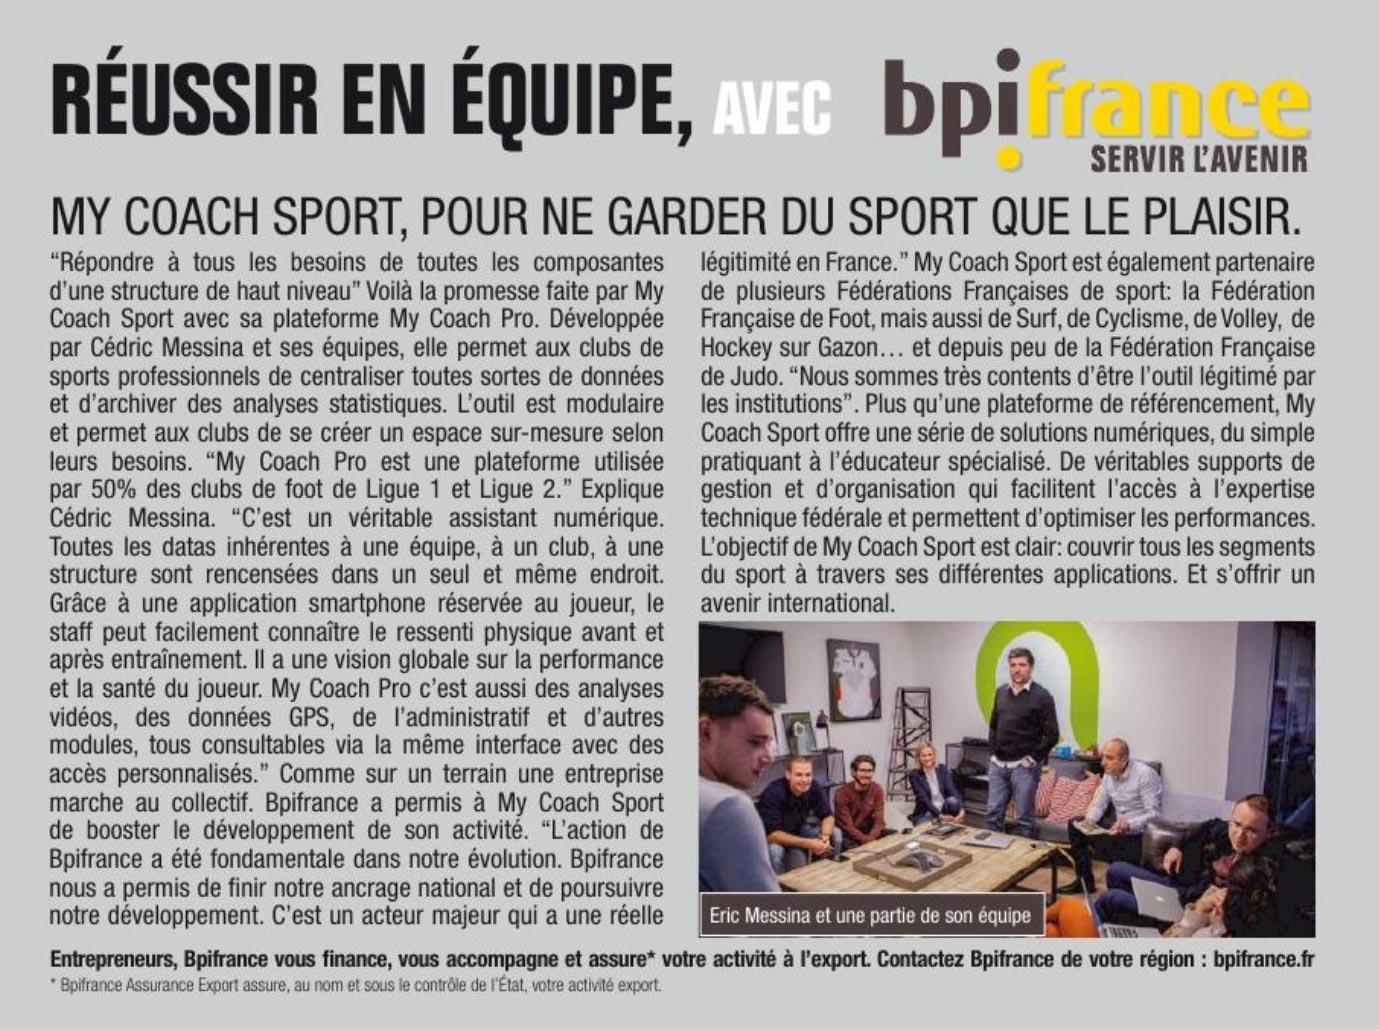 RÉUSSIR EN ÉQUIPE, AVEC bpifrance
SERVIR L'AVENIR
MY COACH SPORT, POUR NE GARDER DU SPORT QUE LE PLAISIR.
“Répondre à tous les besoins de toutes les composantes
d'une structure de haut niveau” Voilà la promesse faite par My
Coach Sport avec sa plateforme My Coach Pro. Développée
par Cédric Messina et ses équipes, elle permet aux clubs de
sports professionnels de centraliser toutes sortes de données
et d'archiver des analyses statistiques. L'outil est modulaire
et permet aux clubs de se créer un espace sur-mesure selon
leurs besoins. “My Coach Pro est une plateforme utilisée
par 50% des clubs de foot de Ligue 1 et Ligue 2.” Explique
Cédric Messina. “C'est un véritable assistant numérique.
Toutes les datas inhérentes à une équipe, à un club, à une
structure sont rencensées dans un seul et même endroit.
Grâce à une application smartphone réservée au joueur, le
staff peut facilement connaître le ressenti physique avant et
après entraînement. Il a une vision globale sur la performance
et la santé du joueur. My Coach Pro c'est aussi des analyses
vidéos, des données GPS, de l'administratif et d'autres
modules, tous consultables via la même interface avec des
accès personnalisés.” Comme sur un terrain une entreprise
marche au collectif. Bpifrance a permis à My Coach Sport
de booster le développement de son activité. “L'action de
Bpifrance a été fondamentale dans notre évolution. Bpifrance
nous a permis de finir notre ancrage national et de poursuivre
notre développement. C'est un acteur majeur qui a une réelle
légitimité en France.” My Coach Sport est également partenaire
de plusieurs Fédérations Françaises de sport: la Fédération
Française de Foot, mais aussi de Surf, de Cyclisme, de Volley, de
Hockey sur Gazon... et depuis peu de la Fédération Française
de Judo. “Nous sommes très contents d'être l'outil légitimé par
les institutions”. Plus qu'une plateforme de référencement, My
Coach Sport offre une série de solutions numériques, du simple
pratiquant à l'éducateur spécialisé. De véritables supports de
gestion et d'organisation qui facilitent l'accès à l'expertise
technique fédérale et permettent d'optimiser les performances.
L'objectif de My Coach Sport est clair: couvrir tous les segments
du sport à travers ses différentes applications. Et s'offrir un
avenir international.
Eric Messina et une partie de son équipe
Entrepreneurs, Bpifrance vous finance, vous accompagne et assure* votre activité à l'export. Contactez Bpifrance de votre région : bpifrance.fr
* Bpifrance Assurance Export assure, au nom et sous le contrôle de l'État, votre activité export.